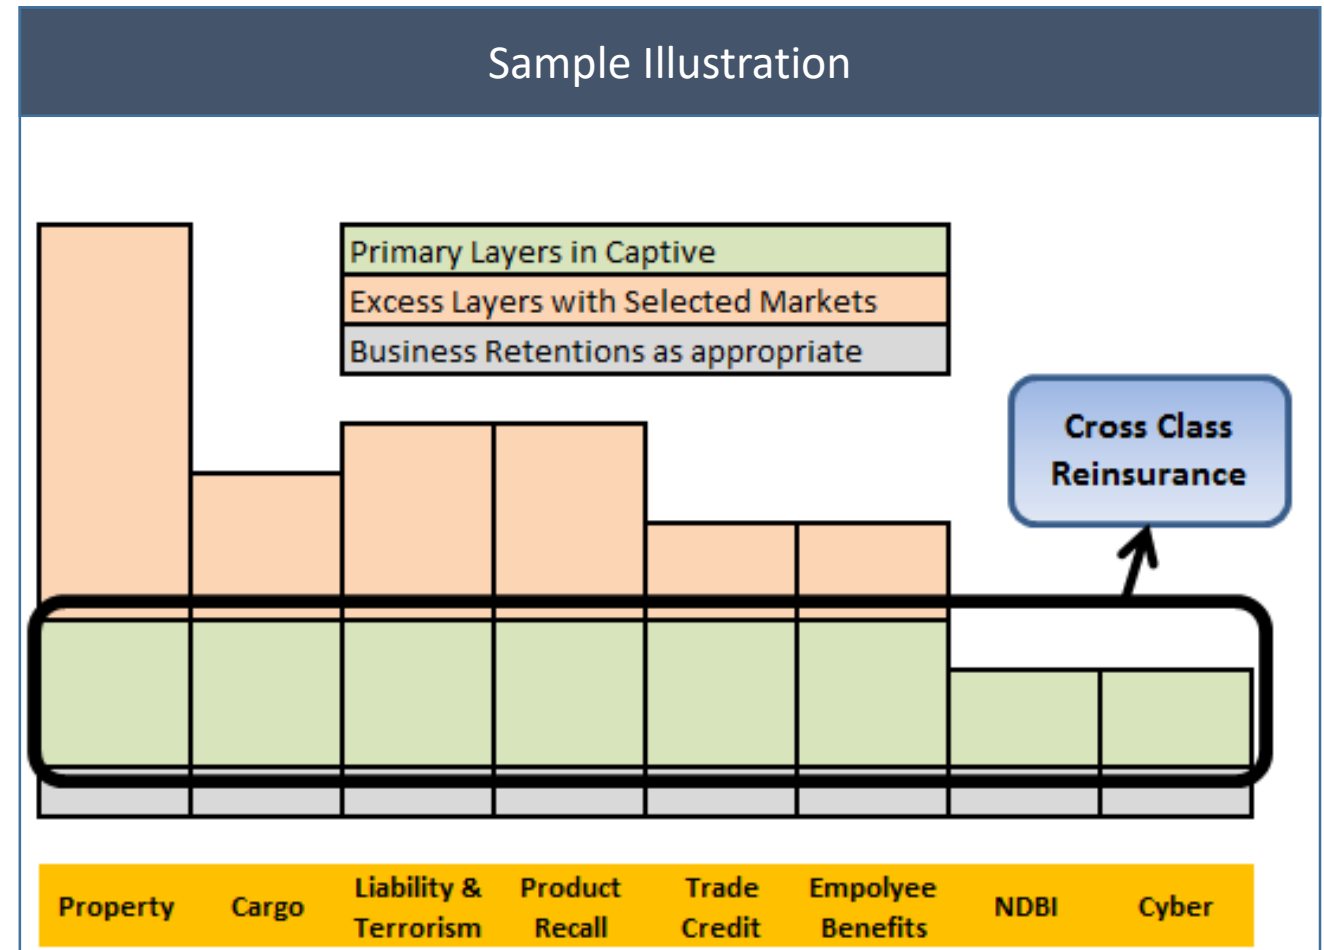 Sample Illustration
Primary Layers in Captive
Excess Layers with Selected Markets
Business Retentions as appropriate
Cross Class
Reinsurance
Property
Cargo
Liability &
Terrorism
Product
Recall
Trade
Credit
Empolyee
Benefits
NDBI
Cyber